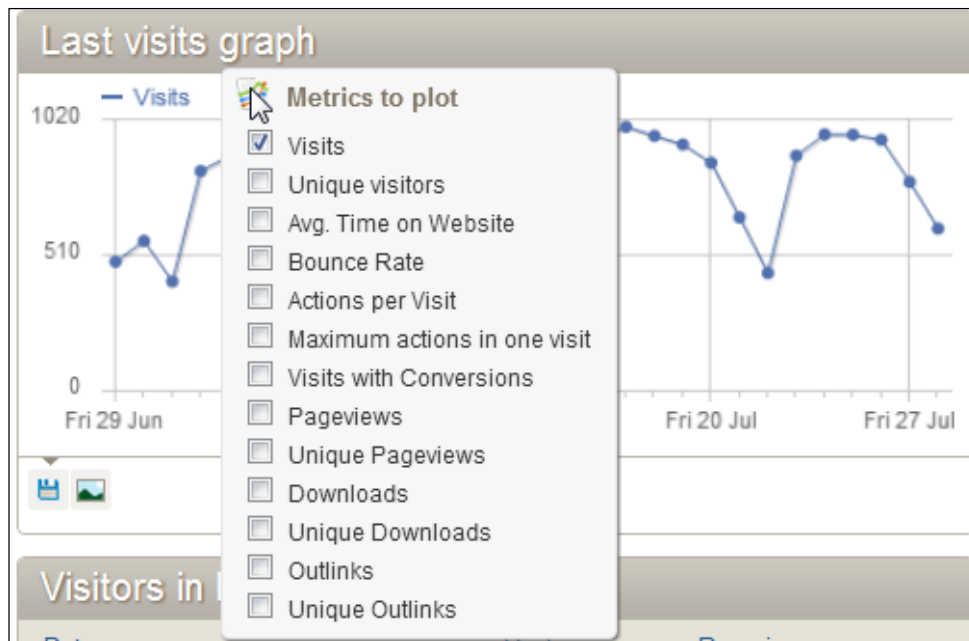 Last visits graph
Visits
1020
510
0
Fri 29 Jun
Fri 20 Jul
Fri 27 Jul
Metrics to plot
Visits
Unique visitors
Avg. Time on Website
Bounce Rate
Actions per Visit
Maximum actions in one visit
Visits with Conversions
Pageviews
Unique Pageviews
Downloads
Unique Downloads
Outlinks
Unique Outlinks
Visitors in